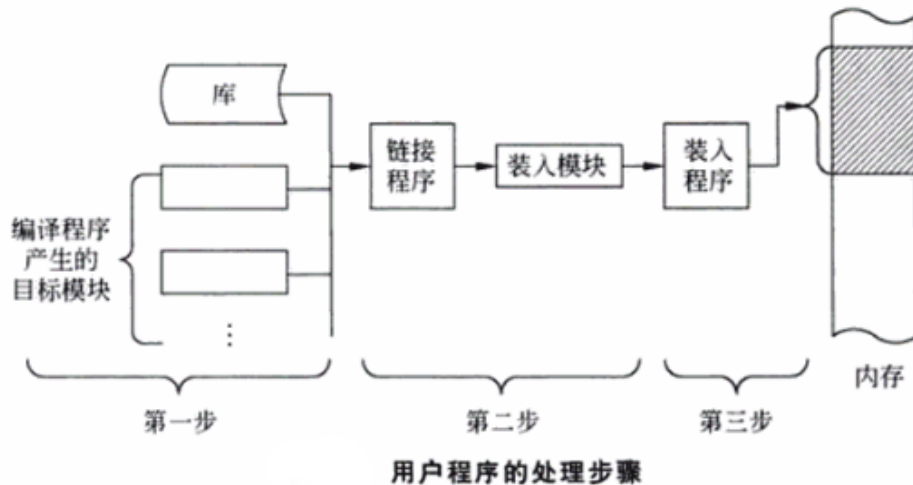 库
编译程序
产生的
目标模块
⋮
链接
程序
装入模块
装入
程序
内存
第一步
第二步
第三步
用户程序的处理步骤